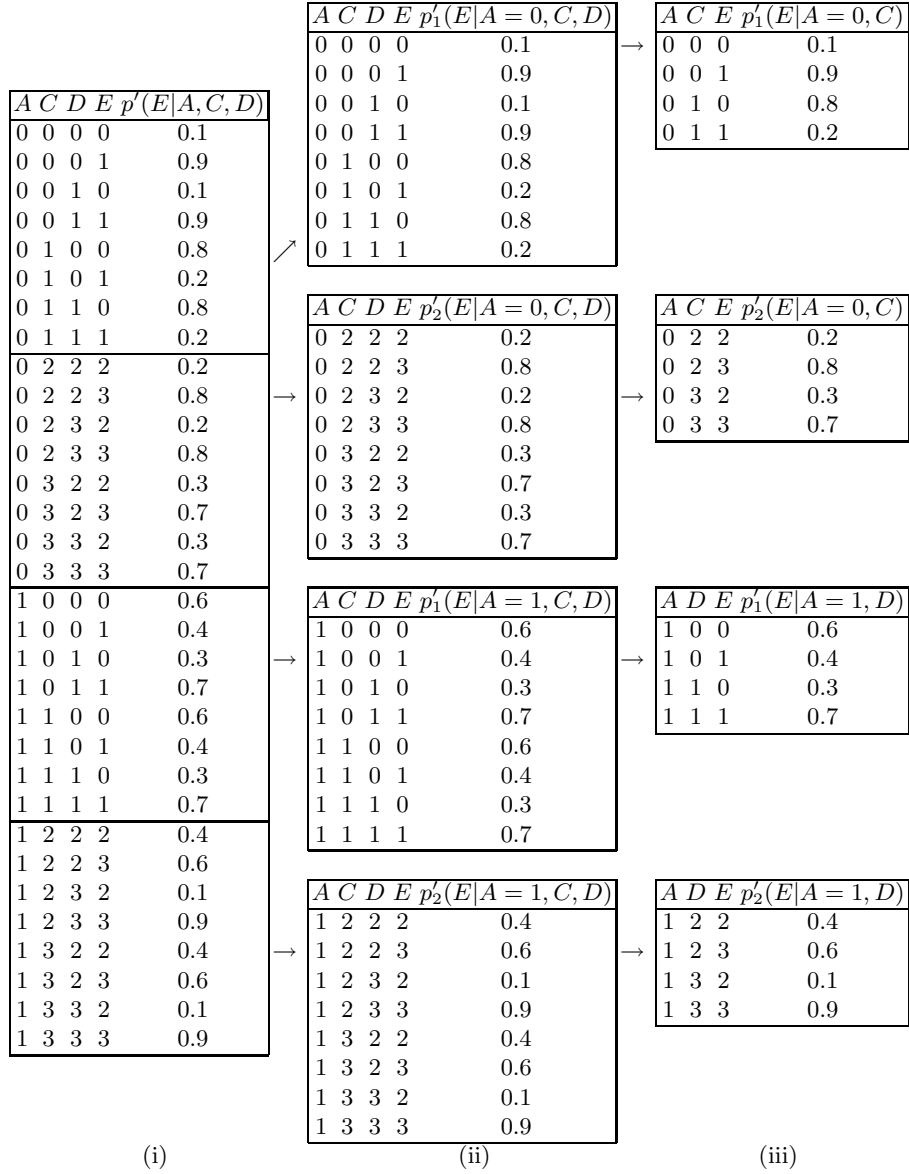 A C D E p′(E|A, C, D)
0 0 0 0 0.1
0 0 0 1 0.9
0 0 1 0 0.1
0 0 1 1 0.9
0 1 0 0 0.8
0 1 0 1 0.2
0 1 1 0 0.8
0 1 1 1 0.2
0 2 2 2 0.2
0 2 2 3 0.8
0 2 3 2 0.2
0 2 3 3 0.8
0 3 2 2 0.3
0 3 2 3 0.7
0 3 3 2 0.3
0 3 3 3 0.7
1 0 0 0 0.6
1 0 0 1 0.4
1 0 1 0 0.3
1 0 1 1 0.7
1 1 0 0 0.6
1 1 0 1 0.4
1 1 1 0 0.3
1 1 1 1 0.7
1 2 2 2 0.4
1 2 2 3 0.6
1 2 3 2 0.1
1 2 3 3 0.9
1 3 2 2 0.4
1 3 2 3 0.6
1 3 3 2 0.1
1 3 3 3 0.9
(i)
↗
→
→
→
A C D E p′₁(E|A = 0, C, D)
0 0 0 0 0.1
0 0 0 1 0.9
0 0 1 0 0.1
0 0 1 1 0.9
0 1 0 0 0.8
0 1 0 1 0.2
0 1 1 0 0.8
0 1 1 1 0.2
A C D E p′₂(E|A = 0, C, D)
0 2 2 2 0.2
0 2 2 3 0.8
0 2 3 2 0.2
0 2 3 3 0.8
0 3 2 2 0.3
0 3 2 3 0.7
0 3 3 2 0.3
0 3 3 3 0.7
A C D E p′₁(E|A = 1, C, D)
1 0 0 0 0.6
1 0 0 1 0.4
1 0 1 0 0.3
1 0 1 1 0.7
1 1 0 0 0.6
1 1 0 1 0.4
1 1 1 0 0.3
1 1 1 1 0.7
A C D E p′₂(E|A = 1, C, D)
1 2 2 2 0.4
1 2 2 3 0.6
1 2 3 2 0.1
1 2 3 3 0.9
1 3 2 2 0.4
1 3 2 3 0.6
1 3 3 2 0.1
1 3 3 3 0.9
(ii)
→
→
→
→
A C E p′₁(E|A = 0, C)
0 0 0 0.1
0 0 1 0.9
0 1 0 0.8
0 1 1 0.2
A C E p′₂(E|A = 0, C)
0 2 2 0.2
0 2 3 0.8
0 3 2 0.3
0 3 3 0.7
A D E p′₁(E|A = 1, D)
1 0 0 0.6
1 0 1 0.4
1 1 0 0.3
1 1 1 0.7
A D E p′₂(E|A = 1, D)
1 2 2 0.4
1 2 3 0.6
1 3 2 0.1
1 3 3 0.9
(iii)